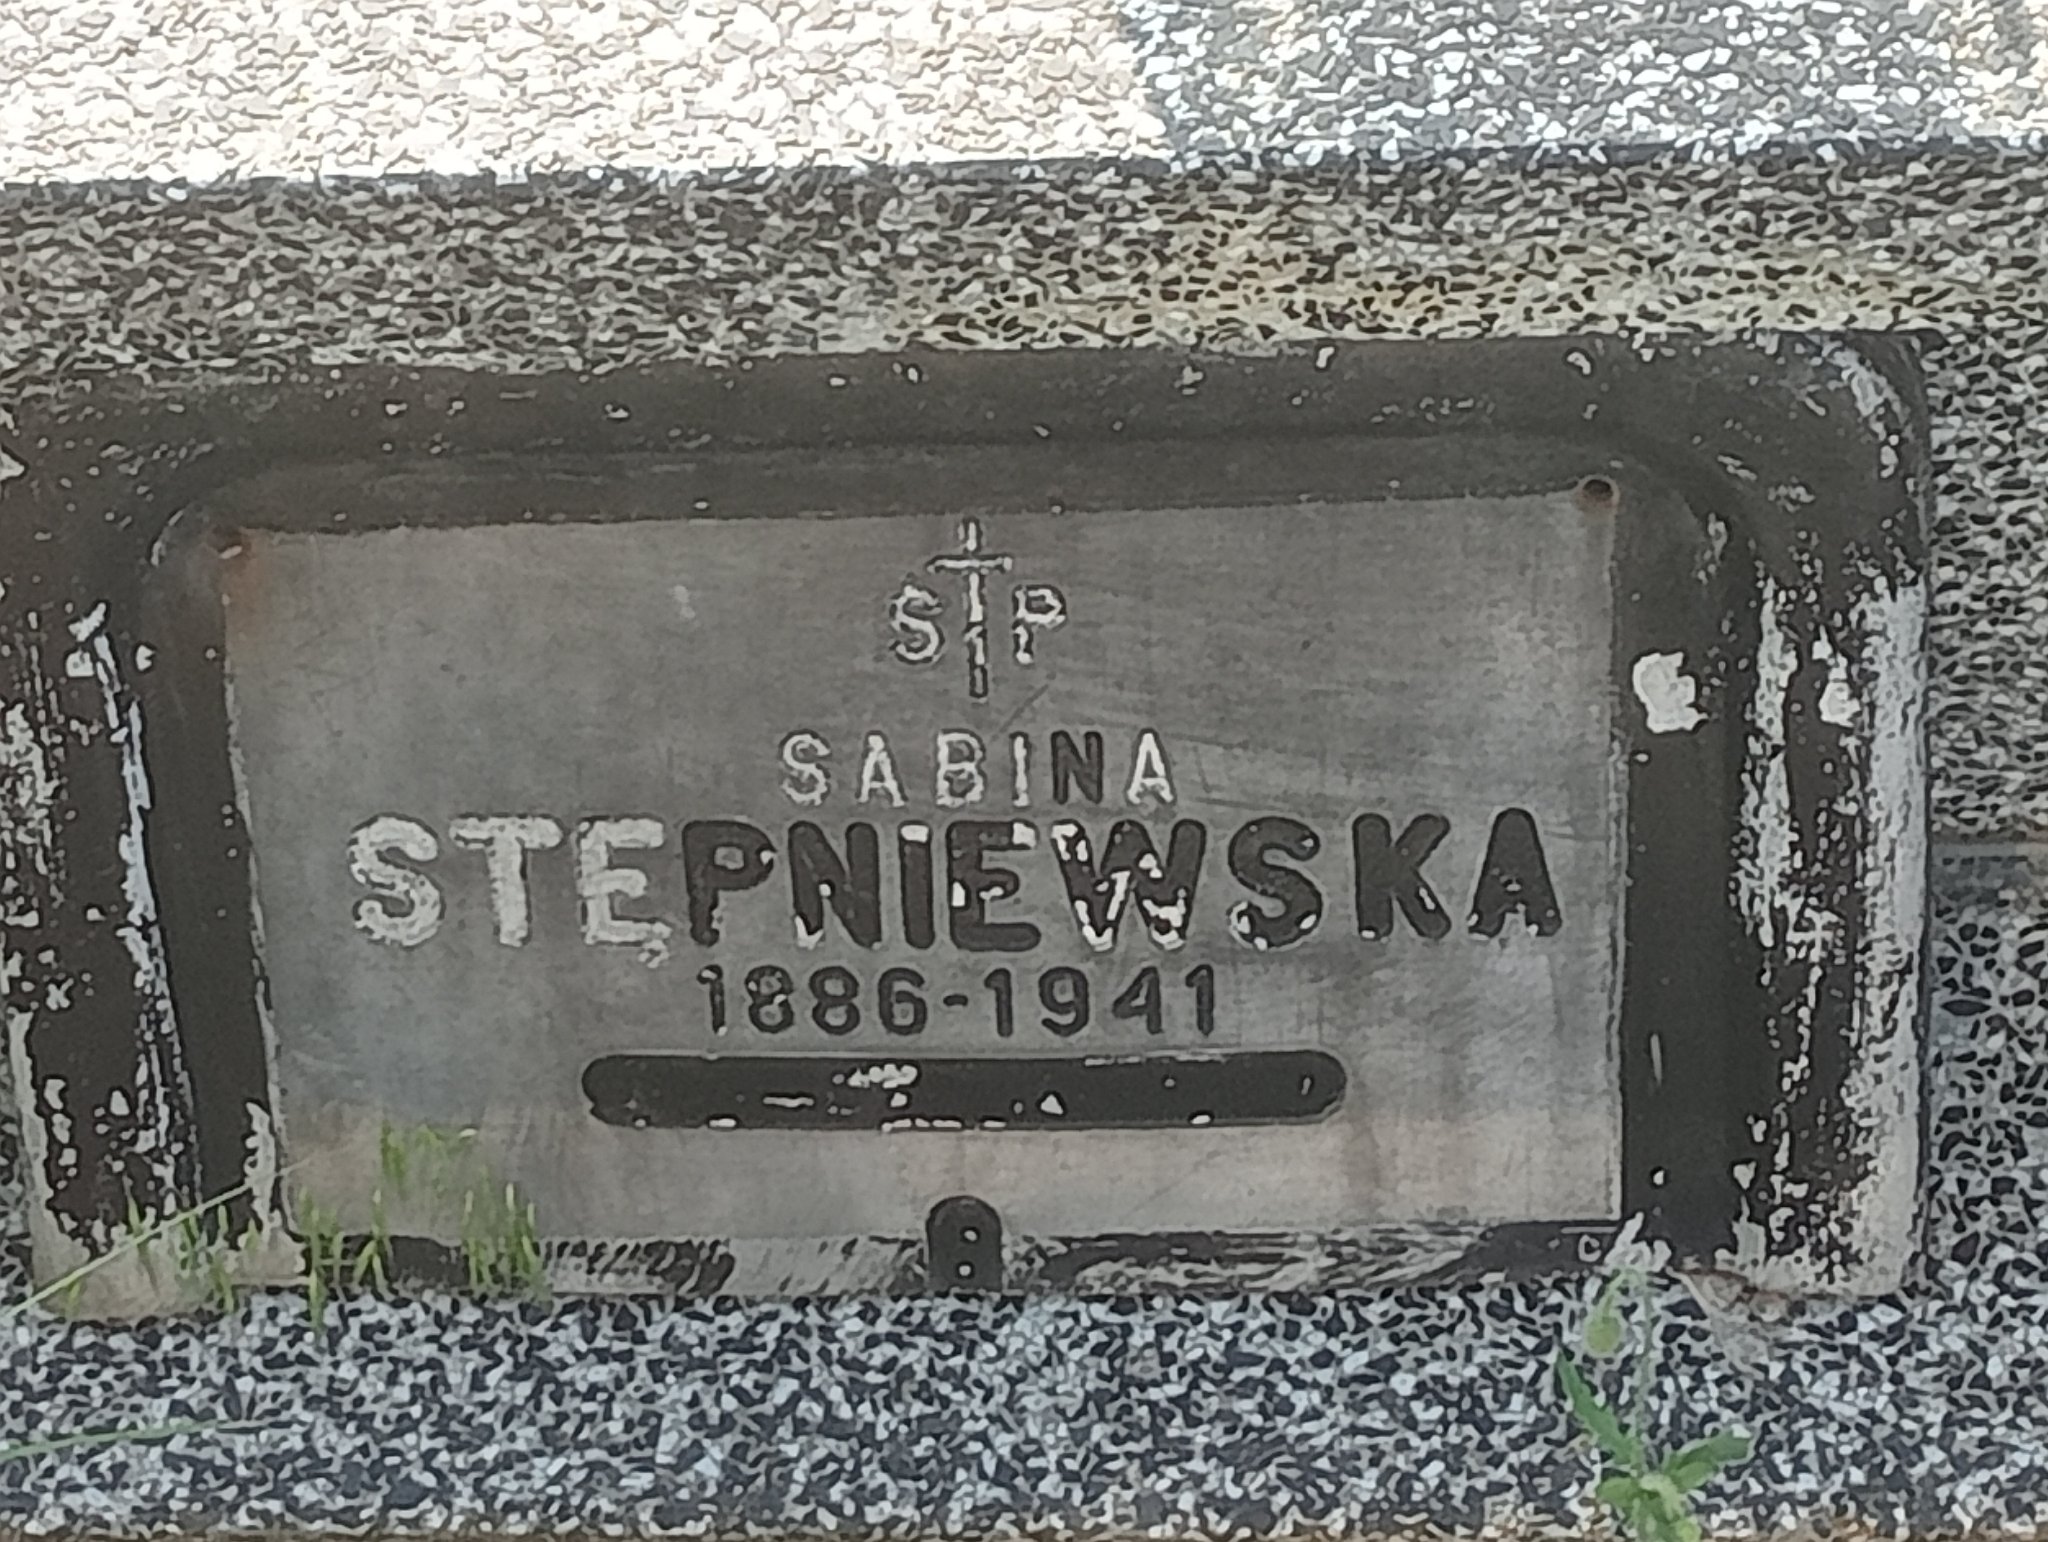 S P
SABINA
STĘPNIEWSKA
1886-1941